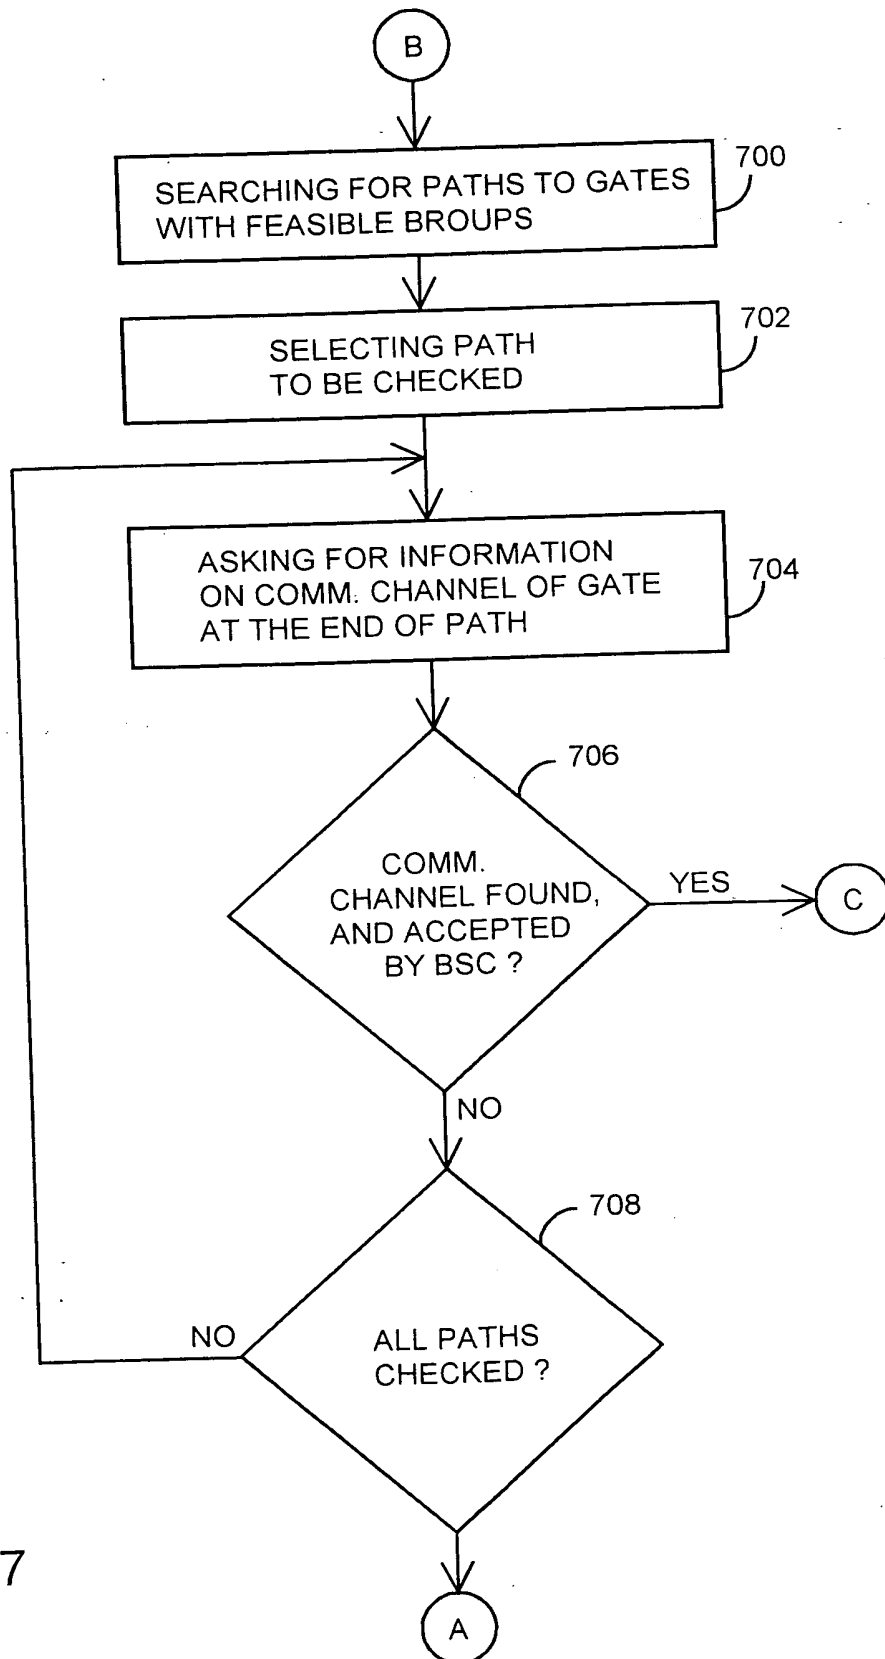 B
SEARCHING FOR PATHS TO GATES
WITH FEASIBLE BROUPS
700
SELECTING PATH
TO BE CHECKED
702
ASKING FOR INFORMATION
ON COMM. CHANNEL OF GATE
AT THE END OF PATH
704
706
COMM.
CHANNEL FOUND,
AND ACCEPTED
BY BSC ?
YES
C
NO
708
NO
ALL PATHS
CHECKED ?
7
A